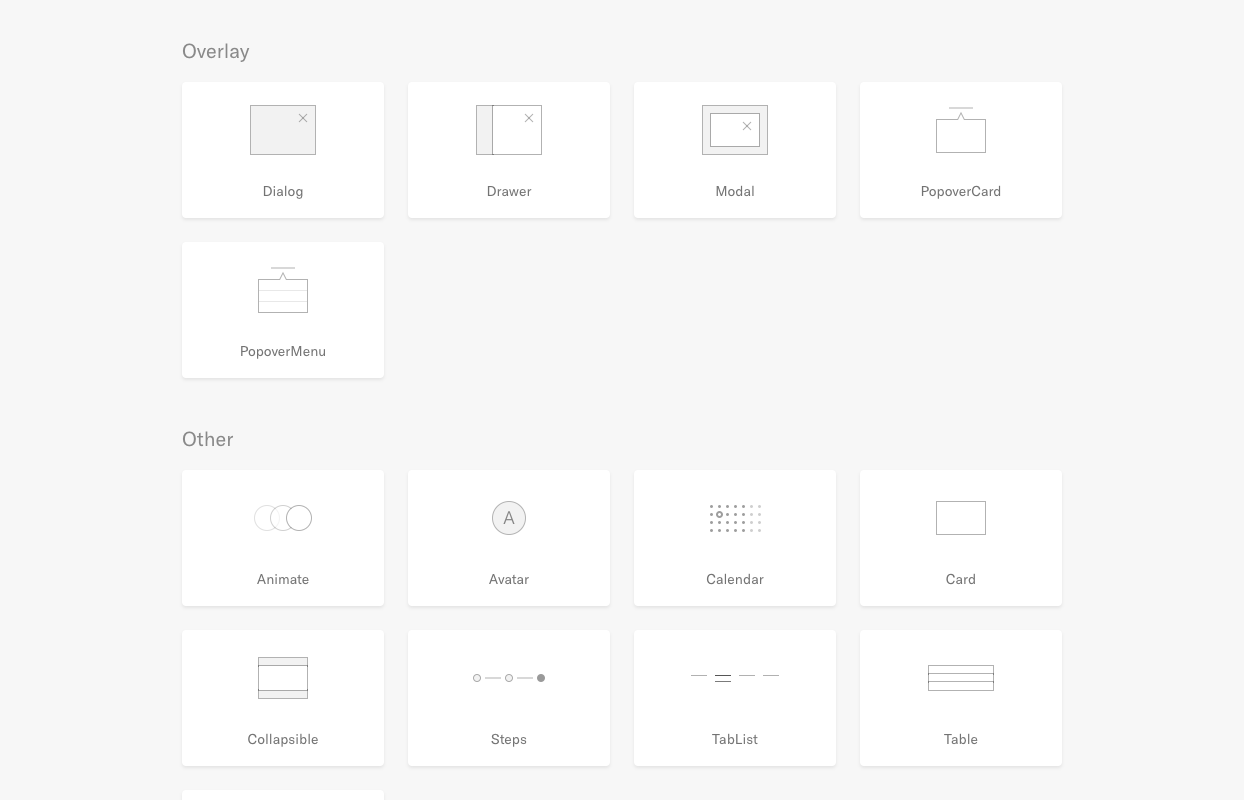 Overlay
Dialog
Drawer
Modal
PopoverCard
PopoverMenu
Other
Animate
A
Avatar
Calendar
Card
Collapsible
Steps
TabList
Table